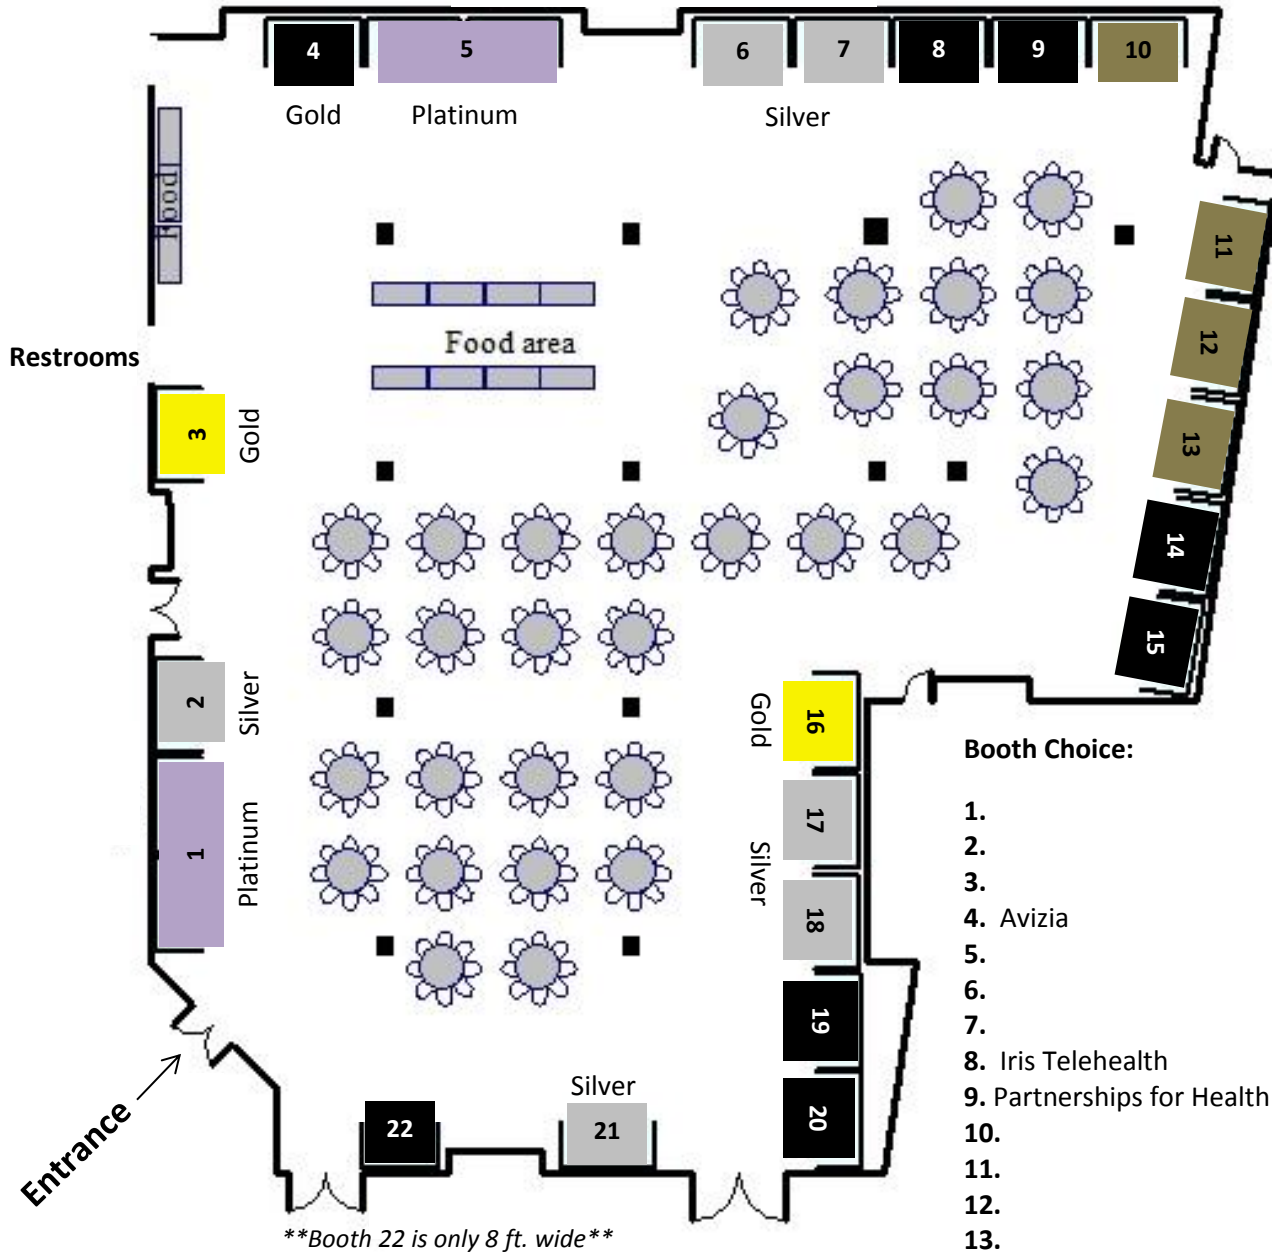 4
5
6
7
8
9
10
Gold
Platinum
Silver
Food
11
12
13
14
15
Food area
Restrooms
3
Gold
2
Silver
1
Platinum
Gold
16
17
Silver
18
19
20
Silver
22
21
Entrance
**Booth 22 is only 8 ft. wide**
Booth Choice:
1.
2.
3.
4. Avizia
5.
6.
7.
8. Iris Telehealth
9. Partnerships for Health
10.
11.
12.
13.